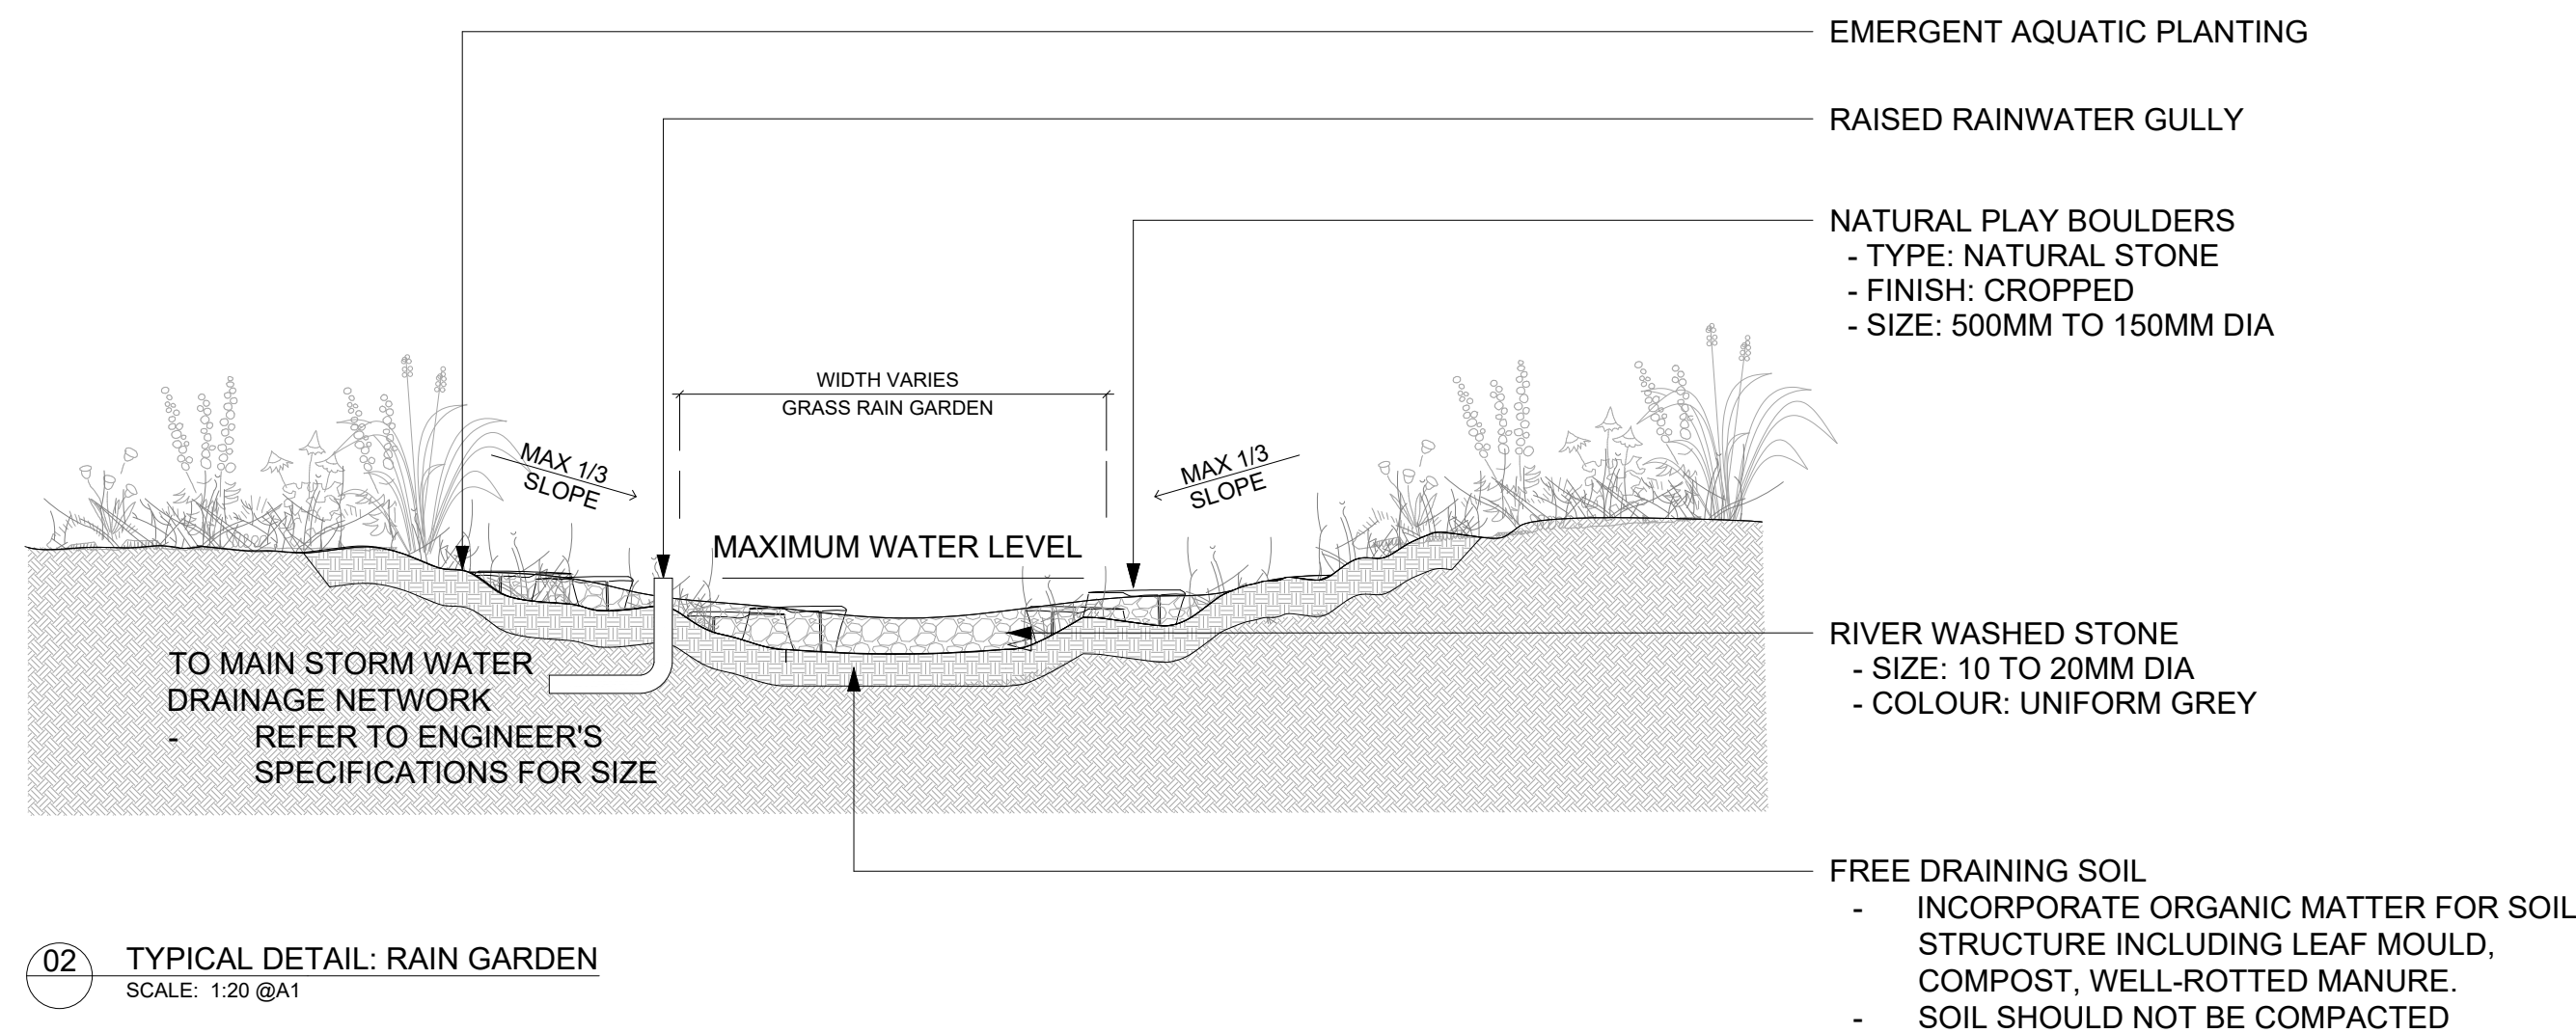 EMERGENT AQUATIC PLANTING
RAISED RAINWATER GULLY
NATURAL PLAY BOULDERS
- TYPE: NATURAL STONE
- FINISH: CROPPED
- SIZE: 500MM TO 150MM DIA
WIDTH VARIES
GRASS RAIN GARDEN
MAX 1/3
SLOPE
MAX 1/3
SLOPE
MAXIMUM WATER LEVEL
TO MAIN STORM WATER
DRAINAGE NETWORK
- REFER TO ENGINEER'S
SPECIFICATIONS FOR SIZE
RIVER WASHED STONE
- SIZE: 10 TO 20MM DIA
- COLOUR: UNIFORM GREY
FREE DRAINING SOIL
- INCORPORATE ORGANIC MATTER FOR SOIL
STRUCTURE INCLUDING LEAF MOULD,
COMPOST, WELL-ROTTED MANURE.
- SOIL SHOULD NOT BE COMPACTED
02 TYPICAL DETAIL: RAIN GARDEN
SCALE: 1:20 @A1